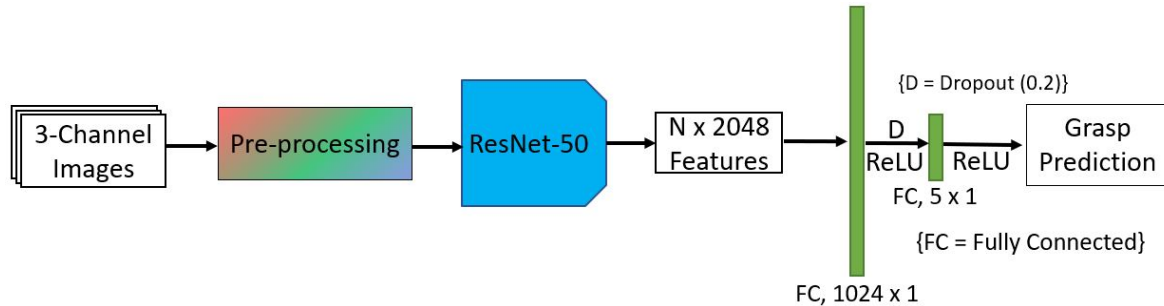 3-Channel
Images
Pre-processing
ResNet-50
N x 2048
Features
{D = Dropout (0.2)}
D
ReLU
FC, 5 x 1
ReLU
Grasp
Prediction
{FC = Fully Connected}
FC, 1024 x 1